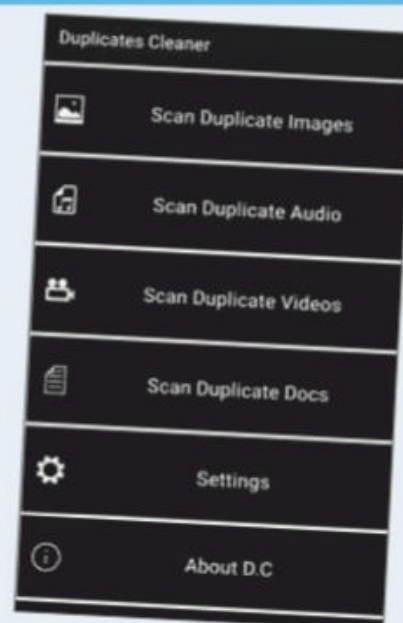 Duplicates Cleaner
Scan Duplicate Images
Scan Duplicate Audio
Scan Duplicate Videos
Scan Duplicate Docs
Settings
About D.C